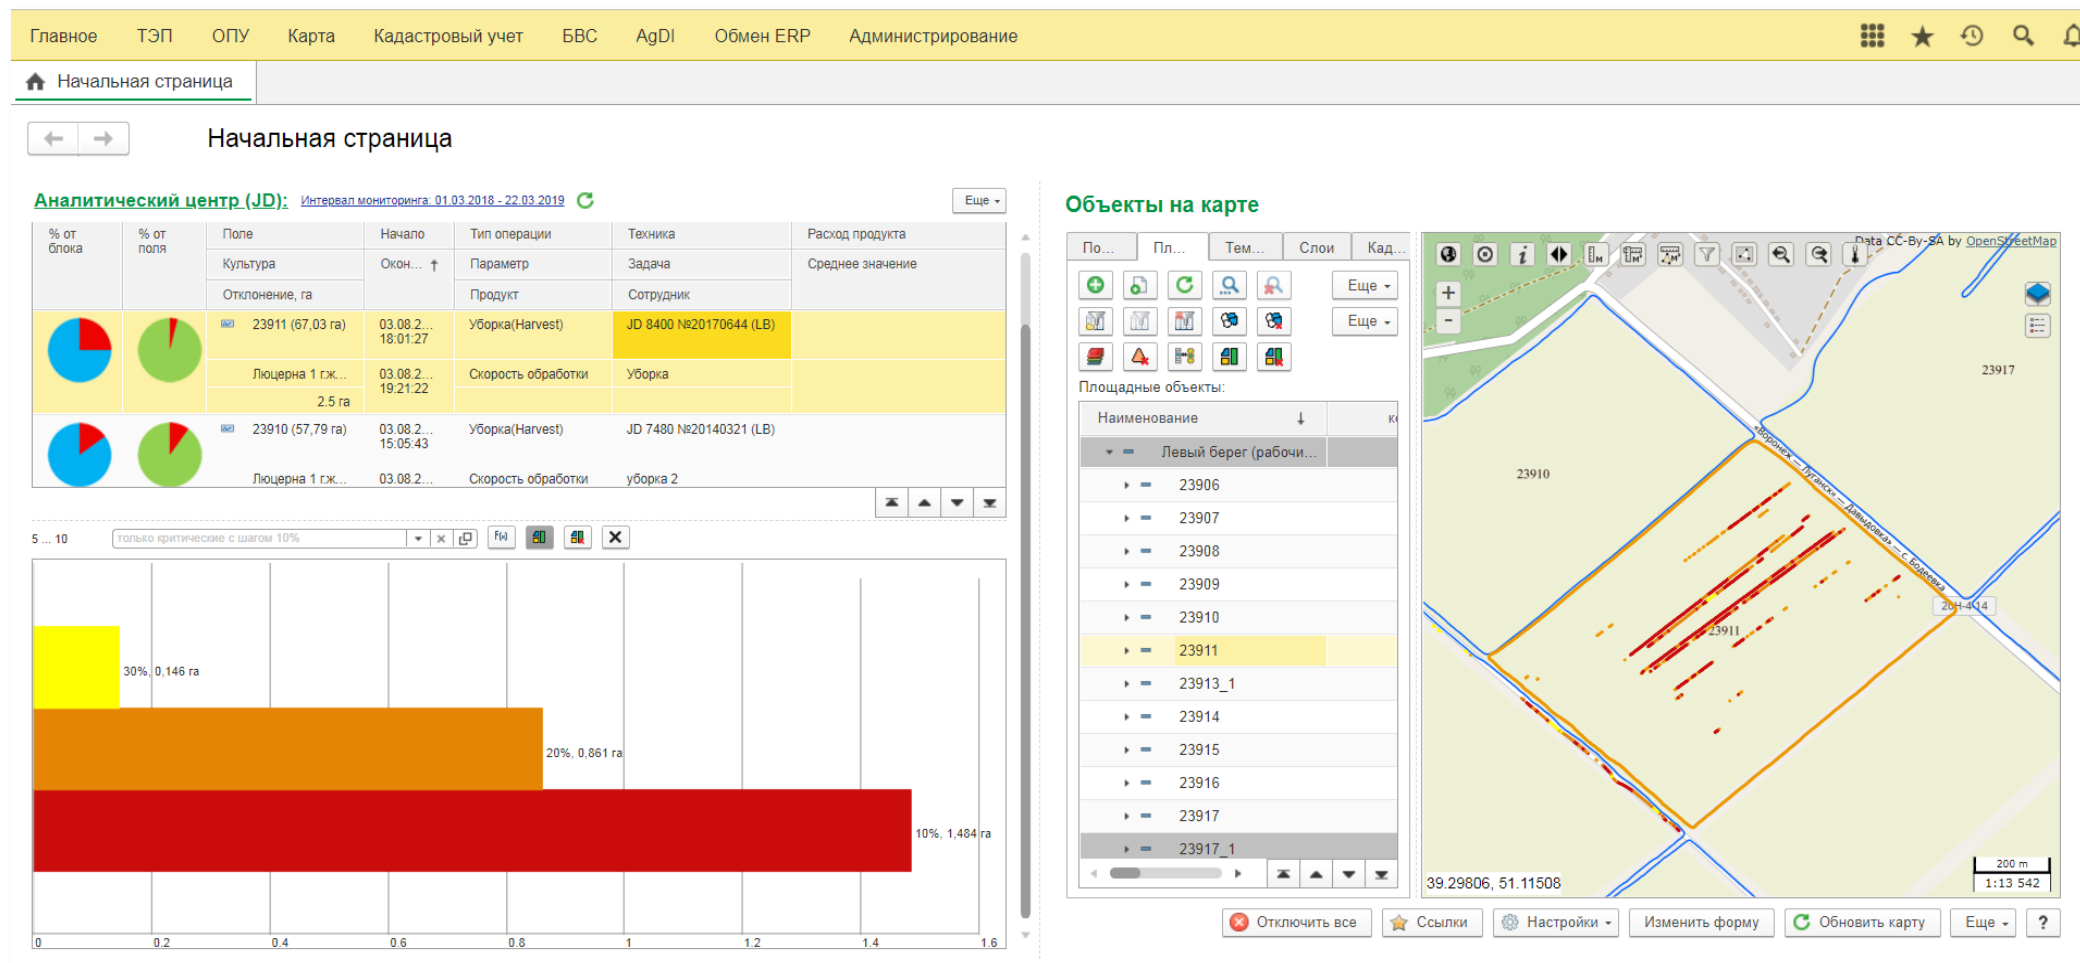 Главное ТЭП ОПУ Карта Кадастровый учет БВС AgDI Обмен ERP Администрирование
Начальная страница
Начальная страница
Аналитический центр (JD): Интервал мониторинга: 01.03.2018 - 22.03.2019 Еще
% от блока % от поля Поле Начало Тип операции Техника Расход продукта
Культура Окон... Параметр Задача Среднее значение
Отклонение, га Продукт Сотрудник
23911 (67,03 га) 03.08.2... 18:01:27 Уборка(Harvest) JD 8400 №20170644 (LB)
Люцерна 1 г.ж... 03.08.2... 19:21:22 Скорость обработки Уборка
2.5 га
23910 (57,79 га) 03.08.2... 15:05:43 Уборка(Harvest) JD 7480 №20140321 (LB)
Люцерна 1 г.ж... 03.08.2... Скорость обработки уборка 2
5 ... 10 только критические с шагом 10%
30%, 0,146 га
20%, 0,861 га
10%, 1,484 га
0 0.2 0.4 0.6 0.8 1 1.2 1.4 1.6
Объекты на карте
По... Пл... Тем... Слои Кад...
Еще
Еще
Площадные объекты:
Наименование
Левый берег (рабочи...
23906
23907
23908
23909
23910
23911
23913_1
23914
23915
23916
23917
23917_1
Data CC-By-SA by OpenStreetMap
23917
23910
«Воронеж — Луганск» — Давыдовка» — с. Бодеевка
20Н-4-14
23911
200 m
1:13 542
39.29806, 51.11508
Отключить все Ссылки Настройки Изменить форму Обновить карту Еще ?